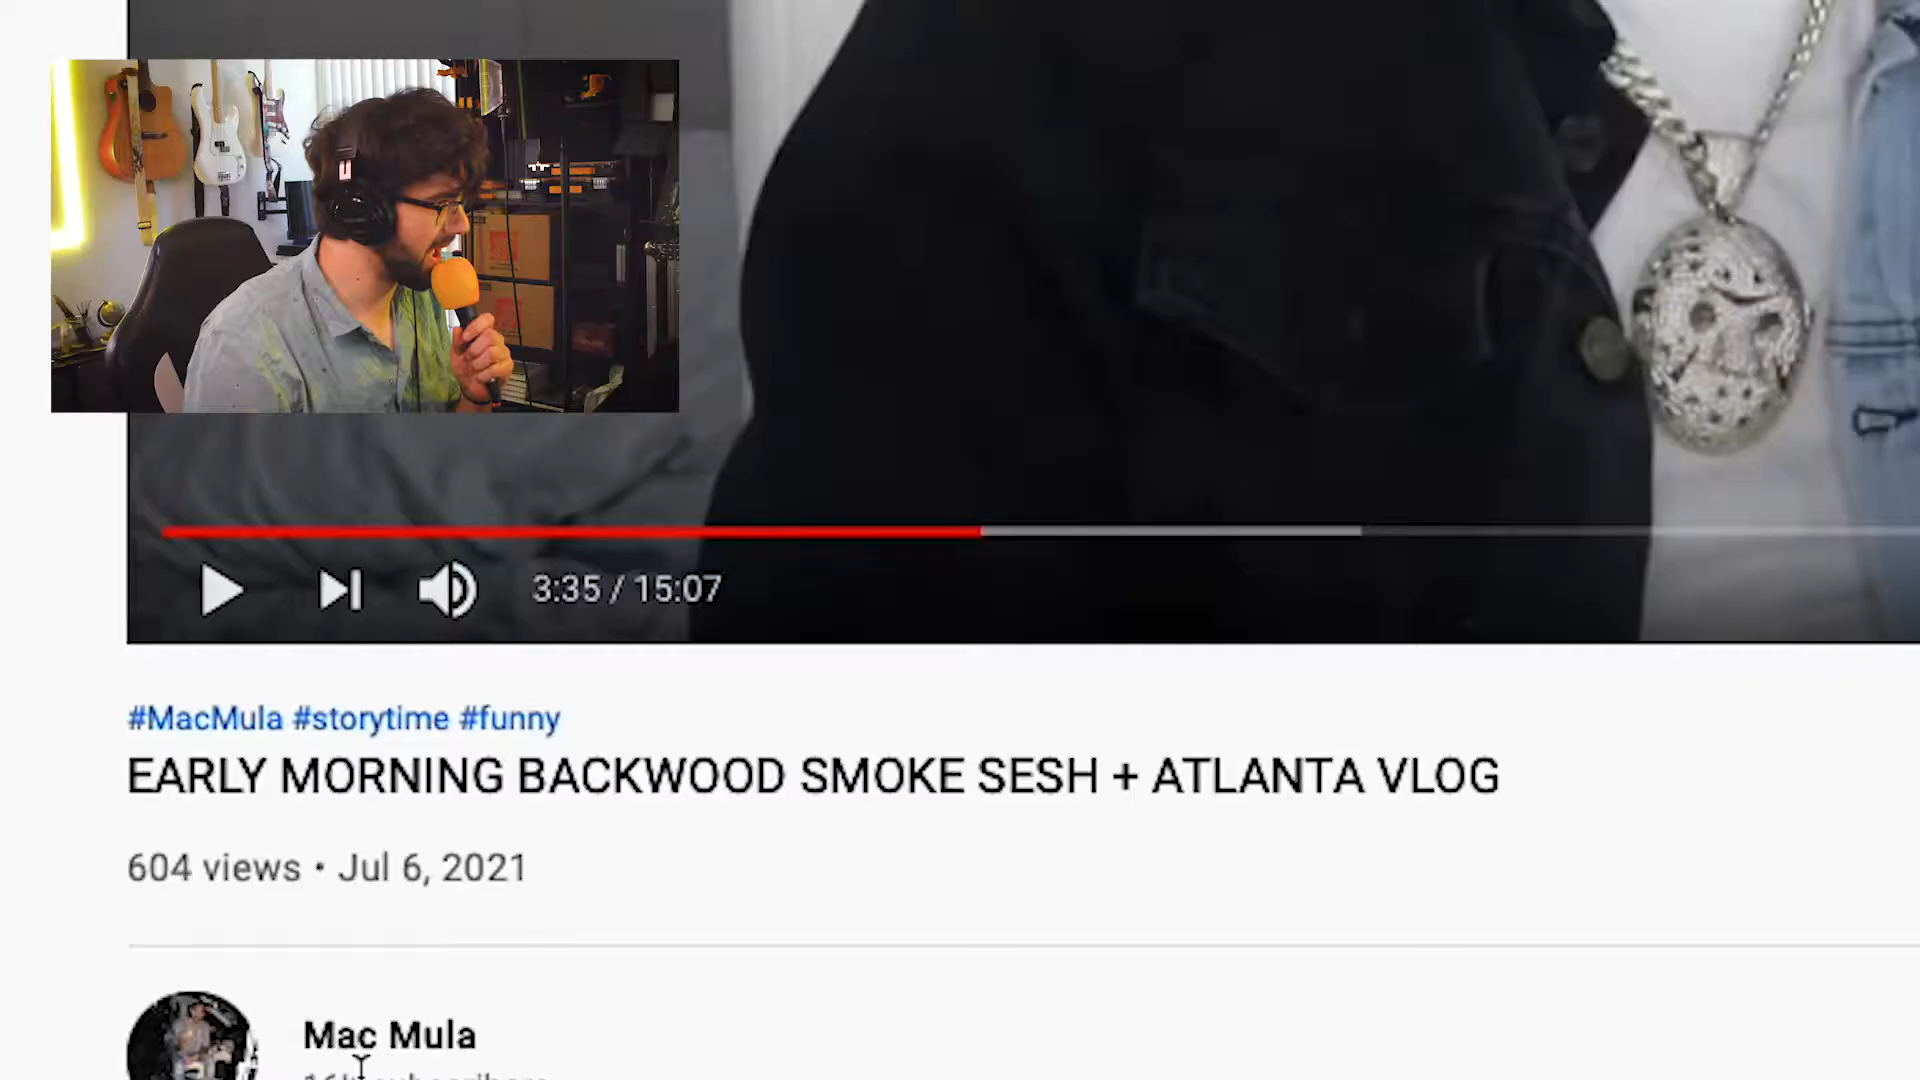 3:35 / 15:07
#MacMula #storytime #funny
EARLY MORNING BACKWOOD SMOKE SESH + ATLANTA VLOG
604 views • Jul 6, 2021
Mac Mula